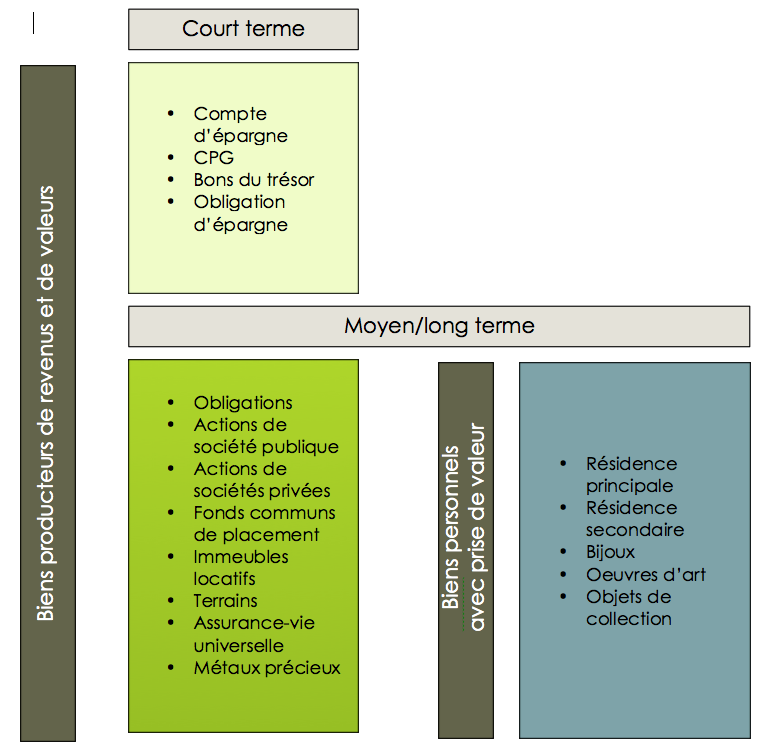 Court terme
Biens producteurs de revenus et de valeurs
• Compte
d'épargne
• CPG
• Bons du trésor
• Obligation
d'épargne
Moyen/long terme
• Obligations
• Actions de
société publique
• Actions de
sociétés privées
• Fonds communs
de placement
• Immeubles
locatifs
• Terrains
• Assurance-vie
universelle
• Métaux précieux
Biens personnels
avec prise de valeur
• Résidence
principale
• Résidence
secondaire
• Bijoux
• Oeuvres d'art
• Objets de
collection